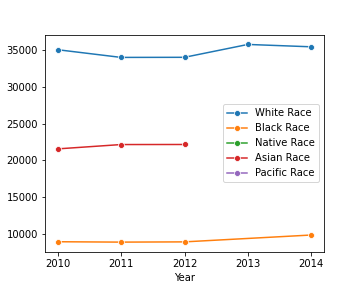 35000
30000
25000
20000
15000
10000
White Race
Black Race
Native Race
Asian Race
Pacific Race
2010 2011 2012 2013 2014
Year